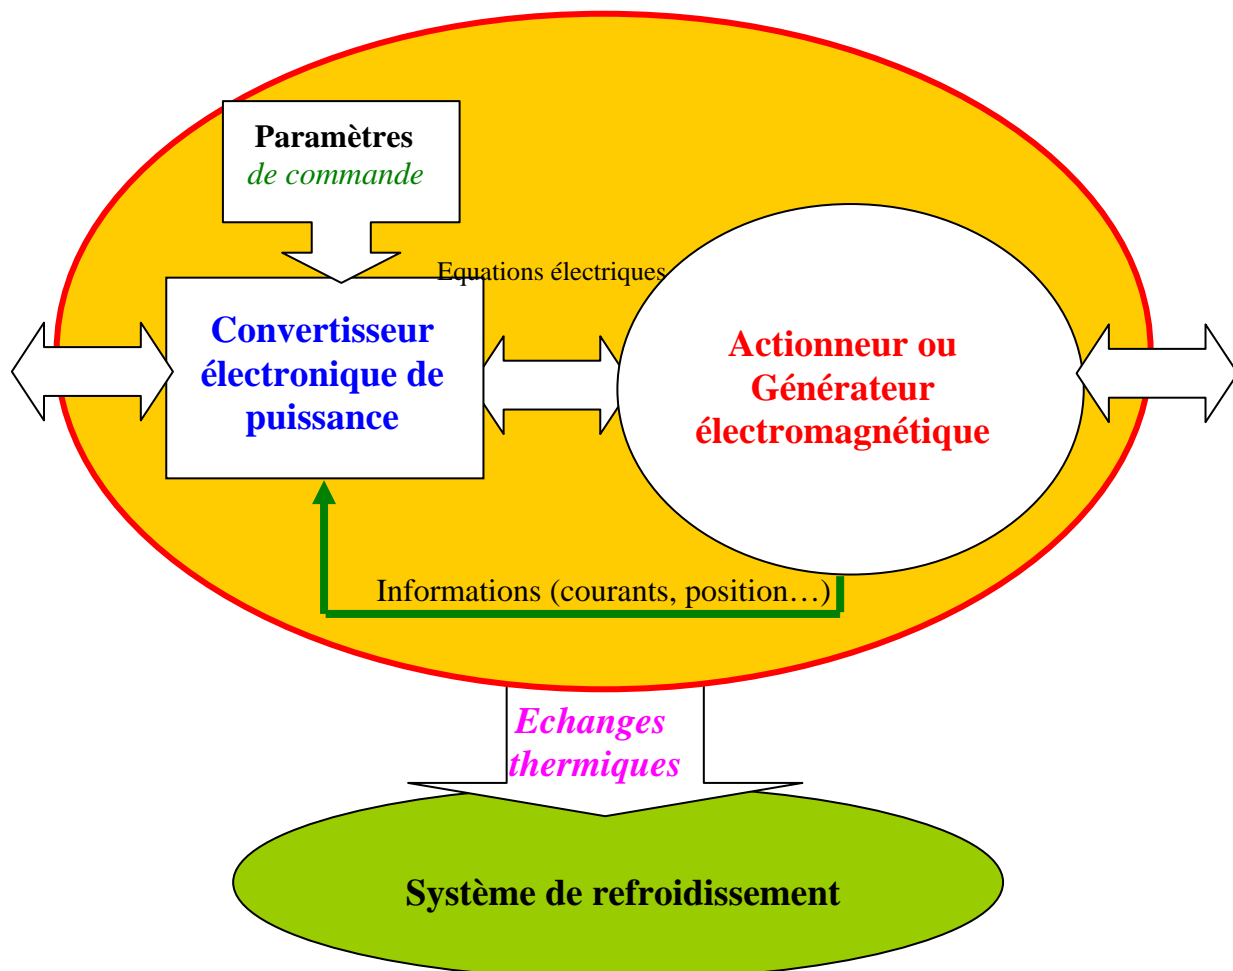 Paramètres
de commande
Equations électriques
Convertisseur
électronique de
puissance
Actionneur ou
Générateur
électromagnétique
Informations (courants, position…)
Echanges
thermiques
Système de refroidissement